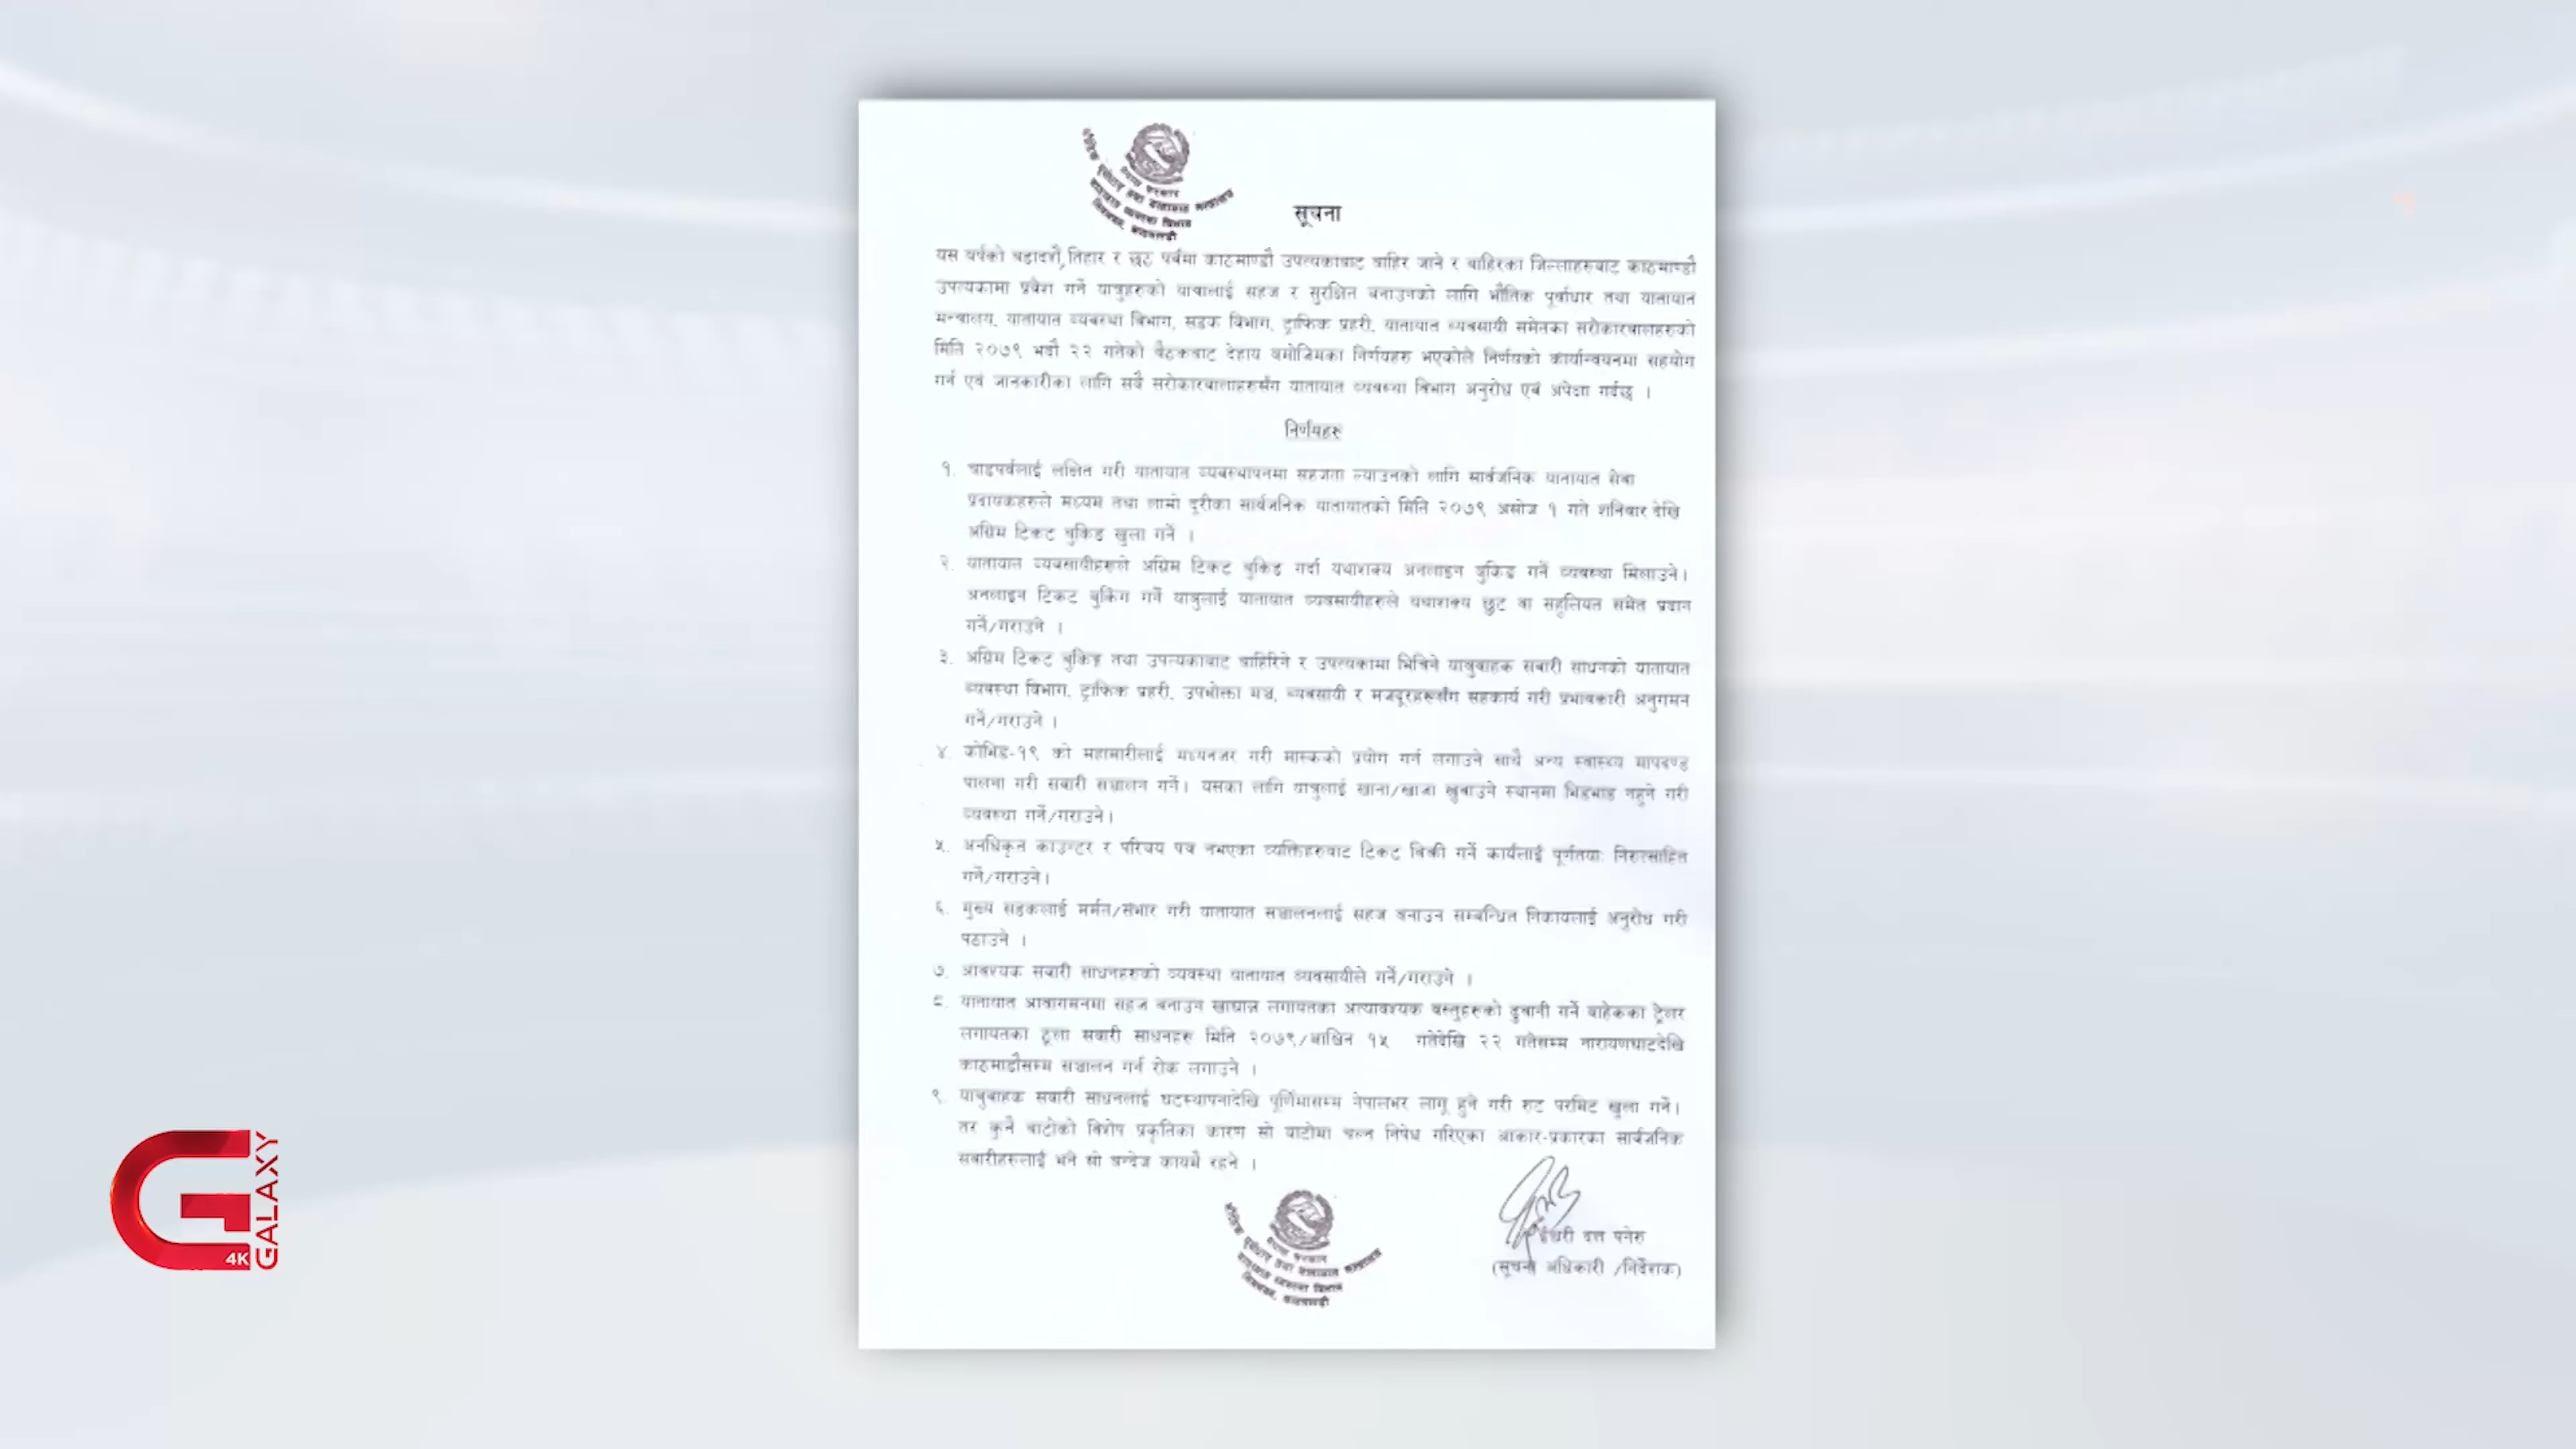 नेपाल सरकार
भौतिक पूर्वाधार तथा यातायात मन्त्रालय
यातायात व्यवस्था विभाग
सूचना
यस वर्षको बडादशैं, तिहार र छठ पर्वमा काठमाण्डौ उपत्यकाबाट बाहिर जाने र बाहिरका जिल्लाहरुबाट काठमाण्डौ
उपत्यकामा प्रवेश गर्ने यात्रुहरुको यात्रालाई सहज र सुरक्षित बनाउनको लागि भौतिक पूर्वाधार तथा यातायात
मन्त्रालय, यातायात व्यवस्था विभाग, सडक विभाग, ट्राफिक प्रहरी, यातायात व्यवसायी समेतका सरोकारवालाहरुको
मिति २०७९ भदौ २२ गतेको बैठकबाट देहाय बमोजिमका निर्णयहरु भएकोले निर्णयको कार्यान्वयनमा सहयोग
गर्न एवं जानकारीका लागि सबै सरोकारवालाहरुसँग यातायात व्यवस्था विभाग अनुरोध एवं अपेक्षा गर्दछ ।
निर्णयहरु
१. चाडपर्वलाई लक्षित गरी यातायात व्यवस्थापनमा सहजता ल्याउनको लागि सार्वजनिक यातायात सेवा
प्रदायकहरुले मध्यम तथा लामो दूरीका सार्वजनिक यातायातको मिति २०७९ असोज १ गते शनिबार देखि
अग्रिम टिकट बुकिङ खुला गर्ने ।
२. यातायात व्यवसायीहरुले अग्रिम टिकट बुकिङ गर्दा यथाशक्य अनलाइन बुकिङ गर्ने व्यवस्था मिलाउने।
अनलाइन टिकट बुकिंग गर्ने यात्रुलाई यातायात व्यवसायीहरुले यथाशक्य छुट वा सहूलियत समेत प्रदान
गर्ने/गराउने ।
३. अग्रिम टिकट बुकिङ्ग तथा उपत्यकाबाट बाहिरिने र उपत्यकामा भित्रिने यात्रुबाहक सवारी साधनको यातायात
व्यवस्था विभाग, ट्राफिक प्रहरी, उपभोक्ता मञ्च, व्यवसायी र मजदूरहरूसँग सहकार्य गरी प्रभावकारी अनुगमन
गर्ने/गराउने ।
४. कोभिड-१९ को महामारीलाई मध्यनजर गरी मास्कको प्रयोग गर्न लगाउने साथै अन्य स्वास्थ्य मापदण्ड
पालना गरी सवारी सञ्चालन गर्ने। यसका लागि यात्रुलाई खाना/खाजा खुवाउने स्थानमा भिडभाड नहुने गरी
व्यवस्था गर्ने/गराउने।
५. अनधिकृत काउन्टर र परिचय पत्र नभएका व्यक्तिहरुबाट टिकट बिक्री गर्ने कार्यलाई पूर्णतयाः निरुत्साहित
गर्ने/गराउने।
६. मुख्य सडकलाई मर्मत/संभार गरी यातायात सञ्चालनलाई सहज बनाउन सम्बन्धित निकायलाई अनुरोध गरी
पठाउने ।
७. आवश्यक सवारी साधनहरुको व्यवस्था यातायात व्यवसायीले गर्ने/गराउने ।
८. यातायात आवागमनमा सहज बनाउन खाद्यान्न लगायतका अत्यावश्यक वस्तुहरुको ढुवानी गर्ने बाहेकका ट्रेलर
लगायतका ठूला सवारी साधनहरु मिति २०७९/आश्विन १५ गतेदेखि २२ गतेसम्म नारायणघाटदेखि
काठमाडौंसम्म सञ्चालन गर्न रोक लगाउने ।
९. यात्रुबाहक सवारी साधनलाई घटस्थापनादेखि पूर्णिमासम्म नेपालभर लागू हुने गरी रुट परमिट खुला गर्ने।
तर कुनै बाटोको विशेष प्रकृतिका कारण सो बाटोमा चल्न निषेध गरिएका आकार-प्रकारका सार्वजनिक
सवारीहरुलाई भने सो बन्देज कायमै रहने ।
नेपाल सरकार
भौतिक पूर्वाधार तथा यातायात मन्त्रालय
यातायात व्यवस्था विभाग
ईश्वरी दत्त पनेरु
(सूचना अधिकारी /निर्देशक)
GALAXY
4K